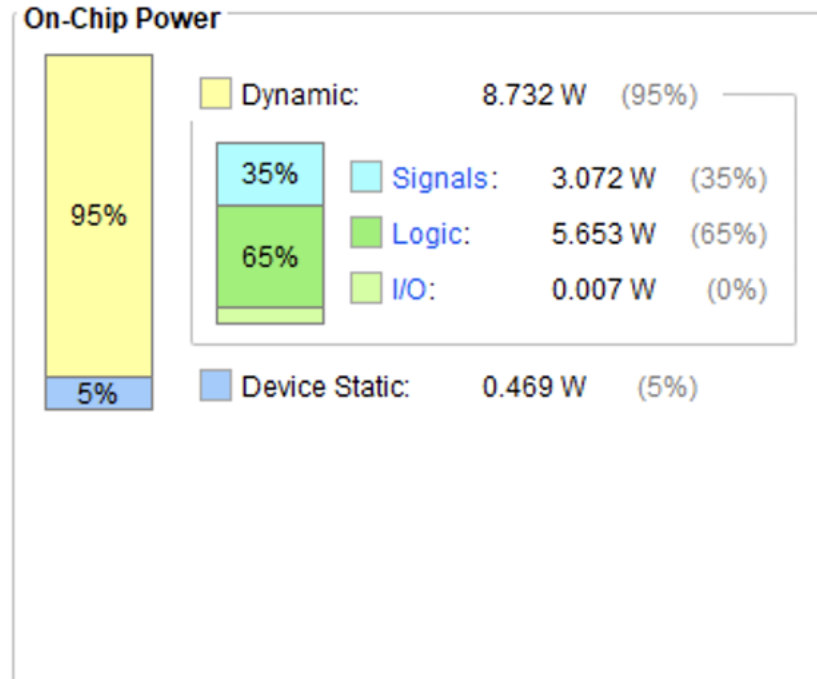 On-Chip Power
Dynamic: 8.732 W (95%)
35% Signals: 3.072 W (35%)
95%
Logic: 5.653 W (65%)
65%
I/O: 0.007 W (0%)
5% Device Static: 0.469 W (5%)